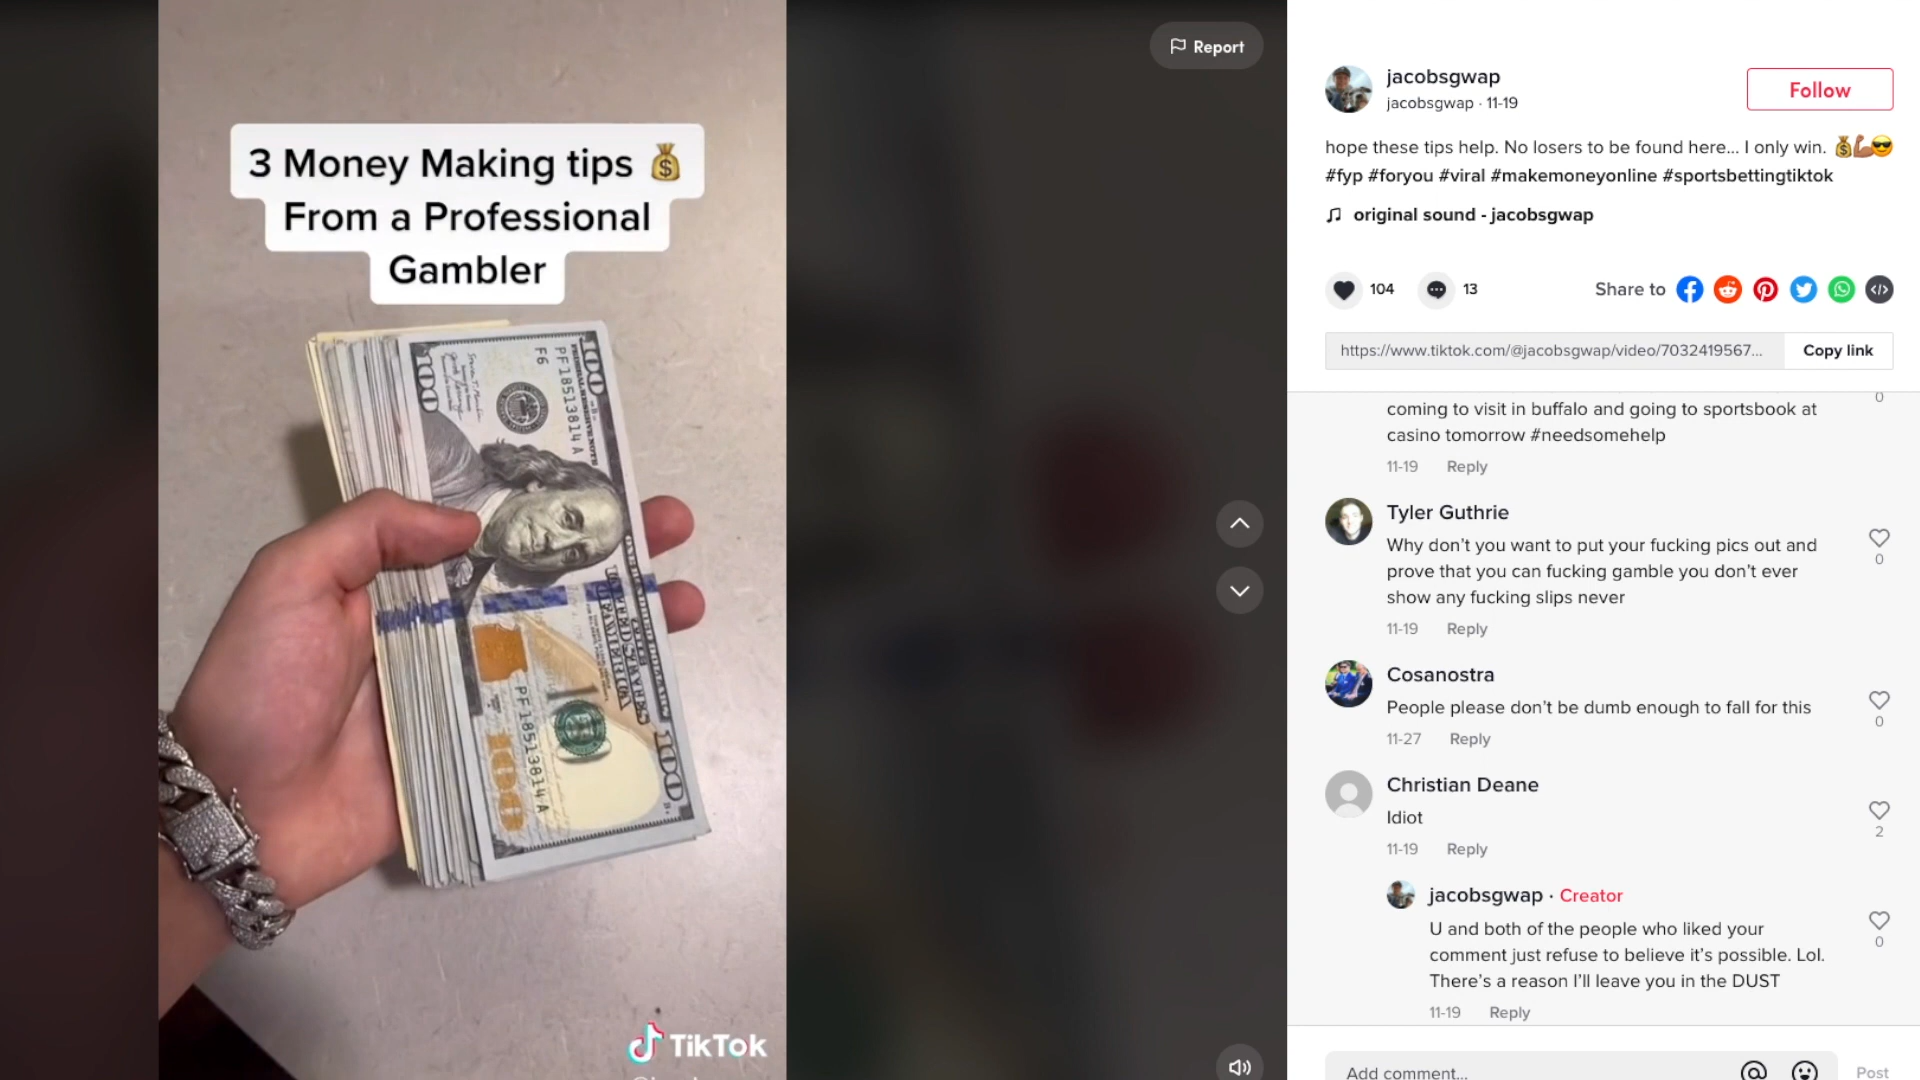 Report
3 Money Making tips 💰
From a Professional
Gambler
100
F6
PF18513814 A
100
PF18513814 A
100
100
TikTok
jacobsgwap
jacobsgwap · 11-19
Follow
hope these tips help. No losers to be found here... I only win. 💰💪🏽😎
#fyp #foryou #viral #makemoneyonline #sportsbettingtiktok
original sound - jacobsgwap
104
13
Share to
https://www.tiktok.com/@jacobsgwap/video/7032419567...
Copy link
0
coming to visit in buffalo and going to sportsbook at
casino tomorrow #needsomehelp
11-19 Reply
Tyler Guthrie
Why don't you want to put your fucking pics out and
prove that you can fucking gamble you don't ever
show any fucking slips never
0
11-19 Reply
Cosanostra
People please don't be dumb enough to fall for this
0
11-27 Reply
Christian Deane
Idiot
2
11-19 Reply
jacobsgwap · Creator
U and both of the people who liked your
comment just refuse to believe it's possible. Lol.
There's a reason I'll leave you in the DUST
0
11-19 Reply
Add comment...
Post